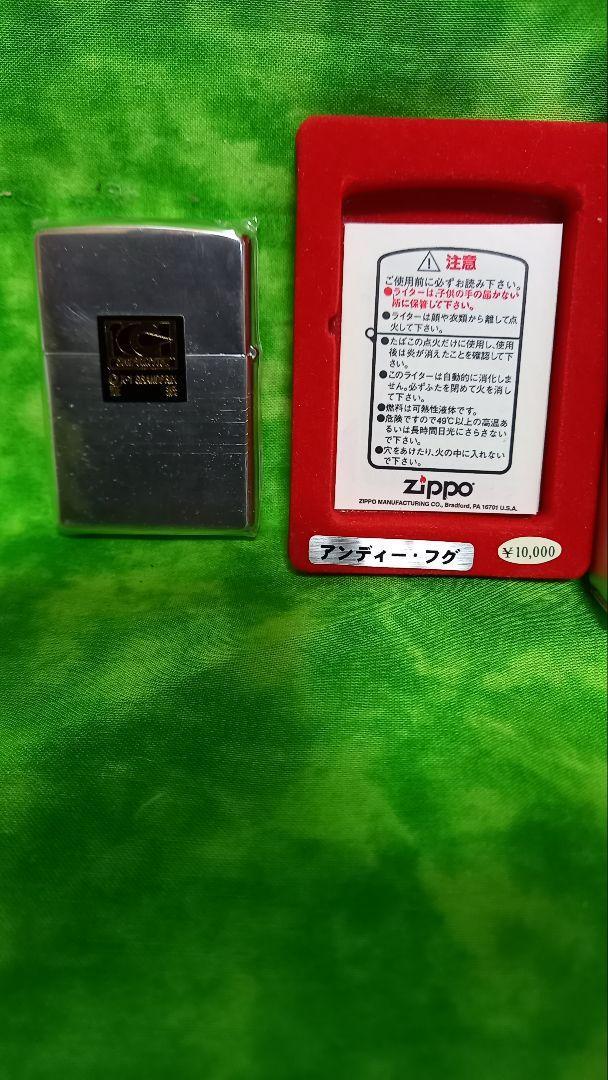 K-1 GRANDPRIX
注意
ご使用前に必ずお読み下さい。
●ライターは、子供の手の届かない
所に保管して下さい。
●ライターは顔や衣類から離して点
火して下さい。
●たばこの点火だけに使用し、使用
後は炎が消えたことを確認して下
さい。
●このライターは自動的に消化しま
せん。必ずふたを閉めて火を消し
て下さい。
●燃料は可燃性液体です。
●危険ですので49℃以上の高温あ
るいは長時間日光にさらさない
で下さい。
●穴をあけたり、火の中に入れない
で下さい。
zippo
ZIPPO MANUFACTURING CO., Bradford, PA 16701 U.S.A.
アンディー・フグ
¥10,000